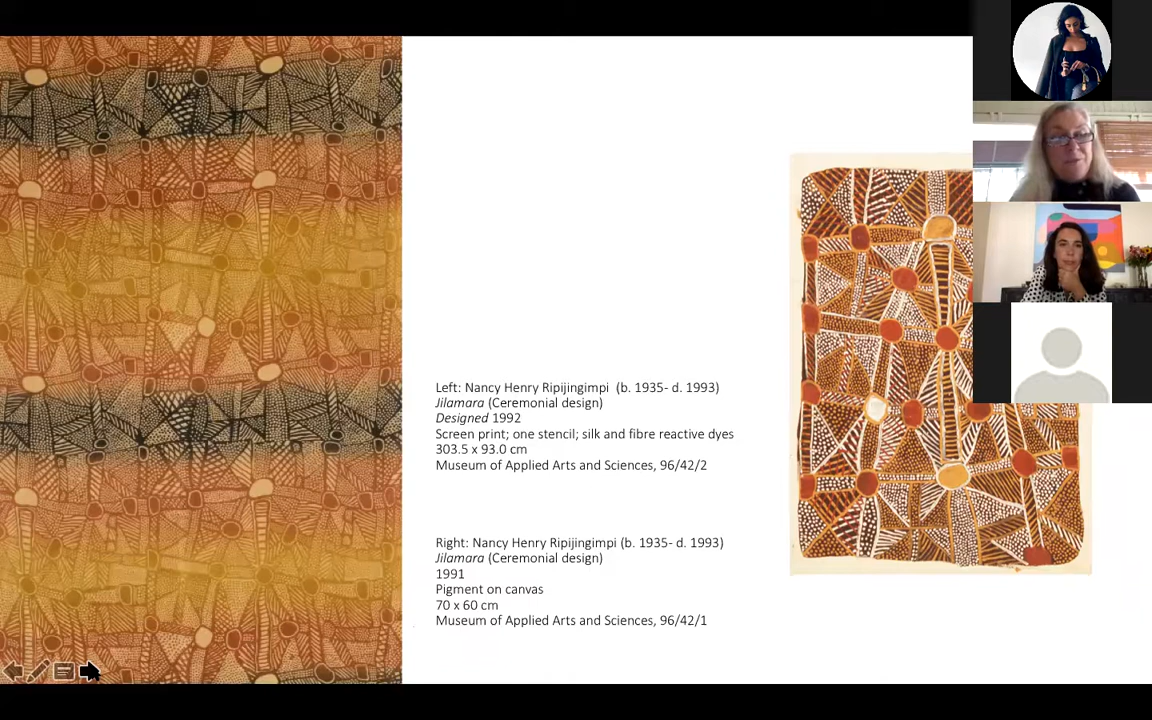 Left: Nancy Henry Ripijingimpi (b. 1935- d. 1993)
Jilamara (Ceremonial design)
Designed 1992
Screen print; one stencil; silk and fibre reactive dyes
303.5 x 93.0 cm
Museum of Applied Arts and Sciences, 96/42/2
Right: Nancy Henry Ripijingimpi (b. 1935- d. 1993)
Jilamara (Ceremonial design)
1991
Pigment on canvas
70 x 60 cm
Museum of Applied Arts and Sciences, 96/42/1